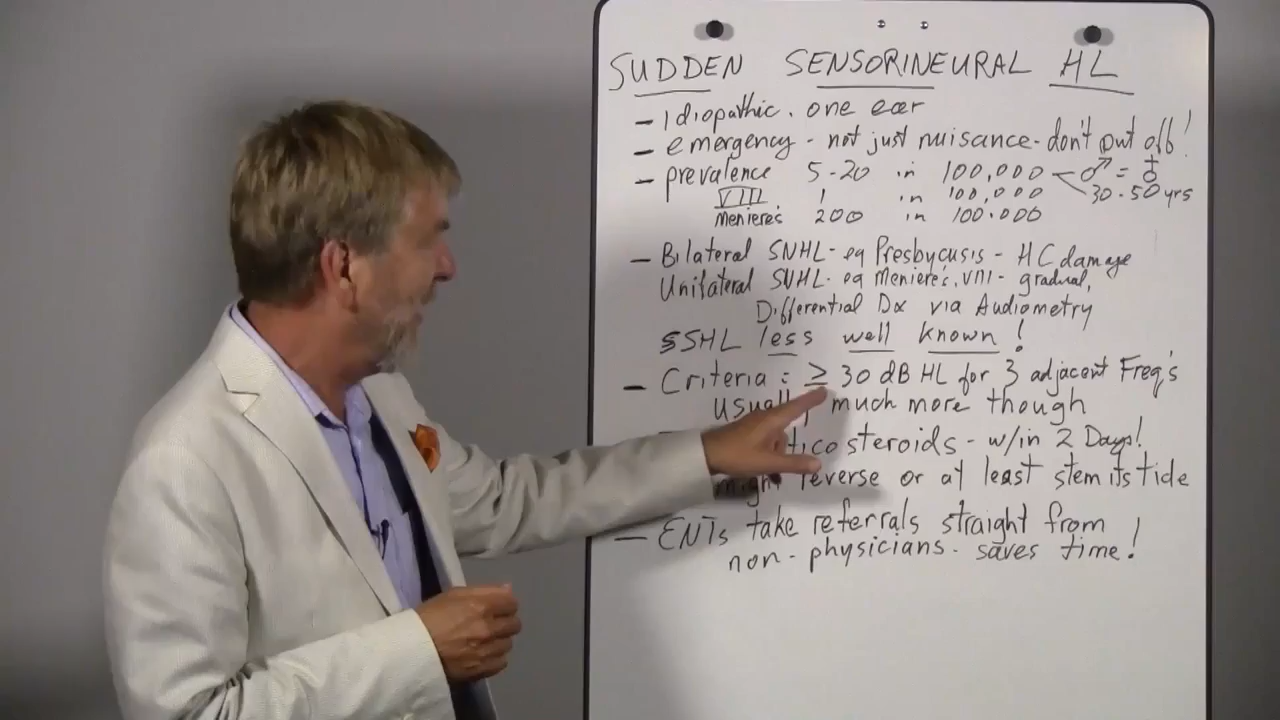 SUDDEN SENSORINEURAL HL
- Idiopathic. one ear
- emergency - not just nuisance - don't put off!
- prevalence 5-20 in 100,000 ♂ = ♀
VIII 1 in 100,000 30-50 yrs
Meniere's 200 in 100.000
- Bilateral SNHL - eg Presbycusis - HC damage
Unilateral SNHL - eg Meniere's, VIII - gradual,
Differential Dx via Audiometry
SSHL less well known!
- Criteria: ≥ 30 dB HL for 3 adjacent Freq's
usually much more though
steroids - w/in 2 Days!
might reverse or at least stem its tide
- ENTs take referrals straight from
non-physicians. saves time!